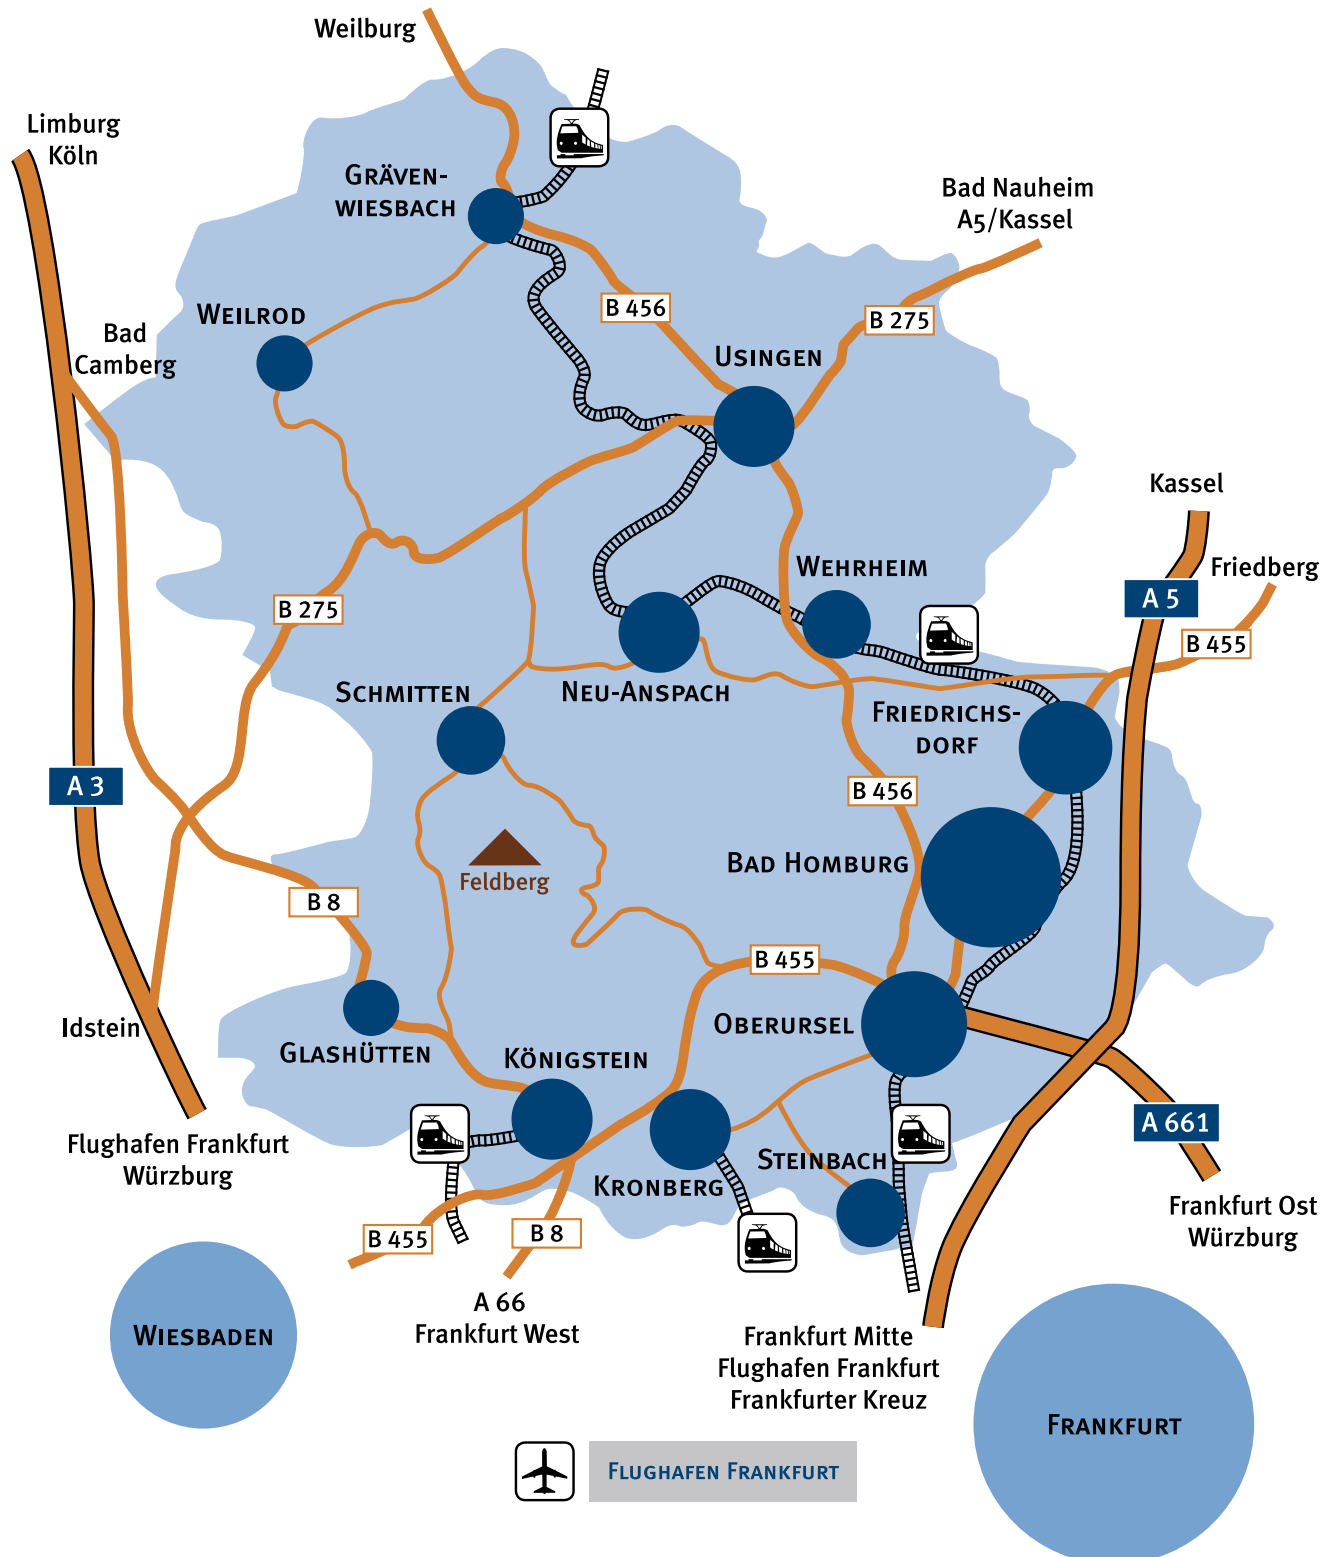 Weilburg
Limburg
Köln
Gräven-
wiesbach
Bad Nauheim
A5/Kassel
Weilrod
B 456
B 275
Bad
Camberg
Usingen
Kassel
Wehrheim
Friedberg
A 5
B 275
B 455
Schmitten
Neu-Anspach
Friedrichs-
dorf
A 3
B 456
Bad Homburg
Feldberg
B 8
B 455
Idstein
Oberursel
Glashütten
Königstein
A 661
Flughafen Frankfurt
Würzburg
Steinbach
Kronberg
Frankfurt Ost
Würzburg
B 455
B 8
A 66
Frankfurt West
Wiesbaden
Frankfurt Mitte
Flughafen Frankfurt
Frankfurter Kreuz
Frankfurt
Flughafen Frankfurt